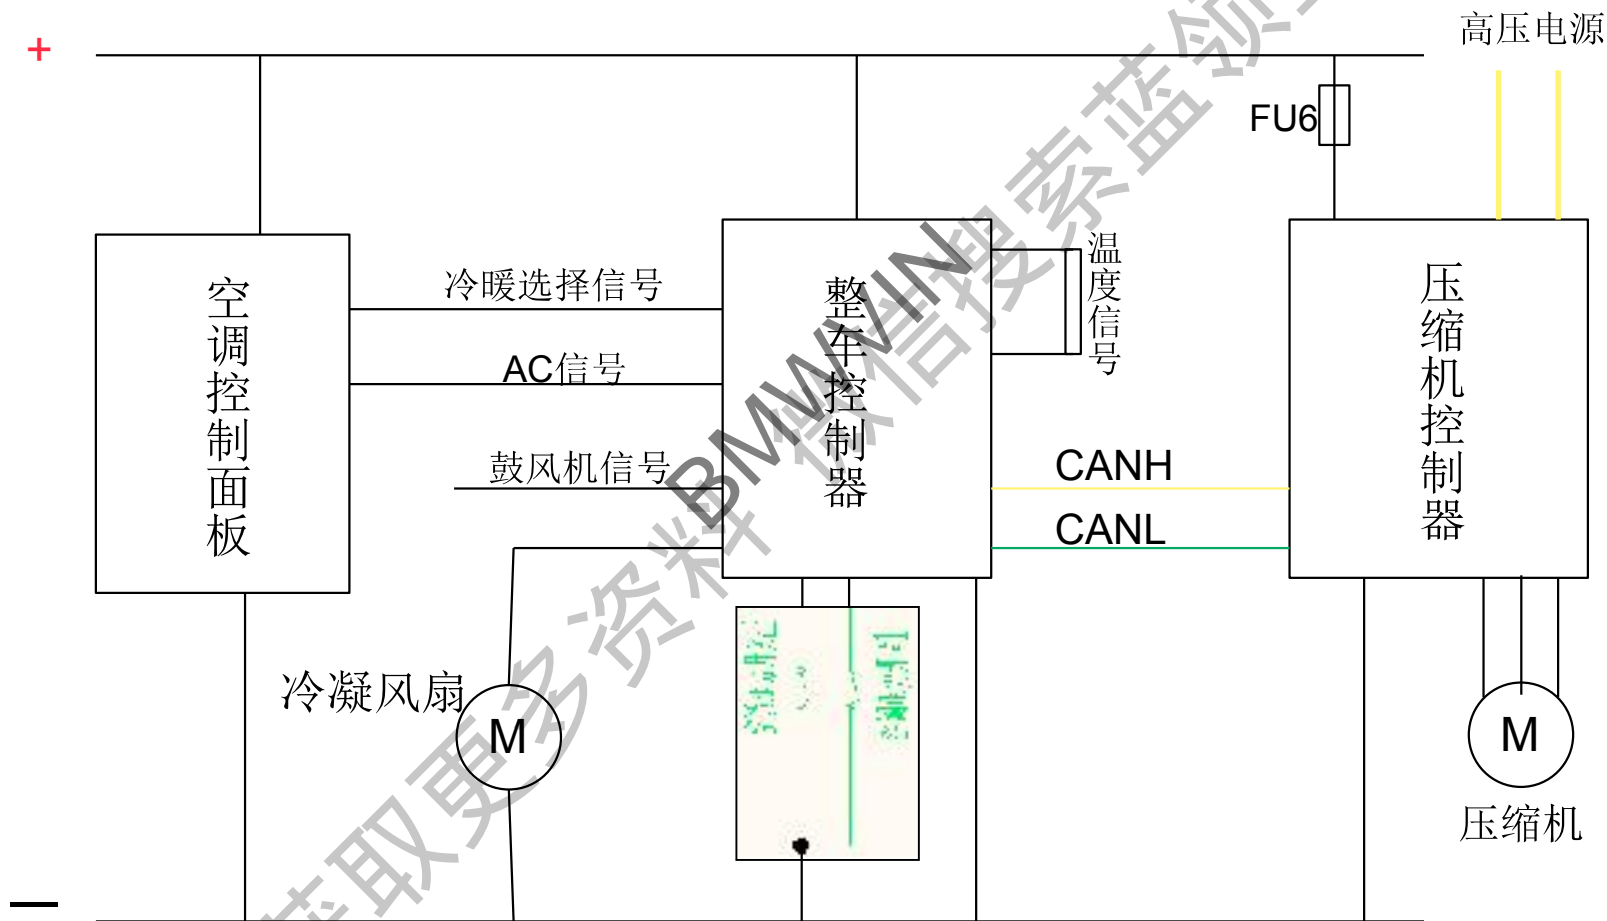 高压电源
+
FU6
空调控制面板
冷暖选择信号
AC信号
鼓风机信号
整车控制器
温度信号
CANH
CANL
压缩机控制器
冷凝风扇
M
M
压缩机
—
BMWVIN
获取更多资料 微信搜索蓝领